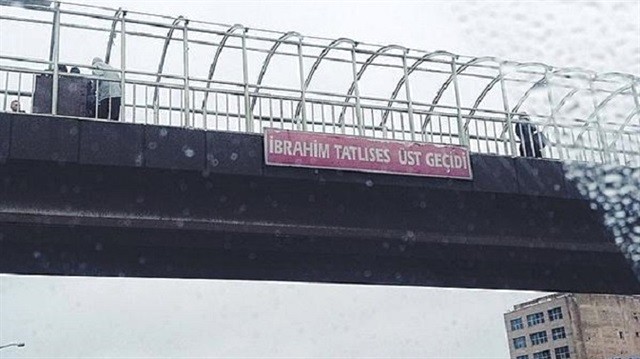 İBRAHİM TATLISES ÜST GEÇİDİ